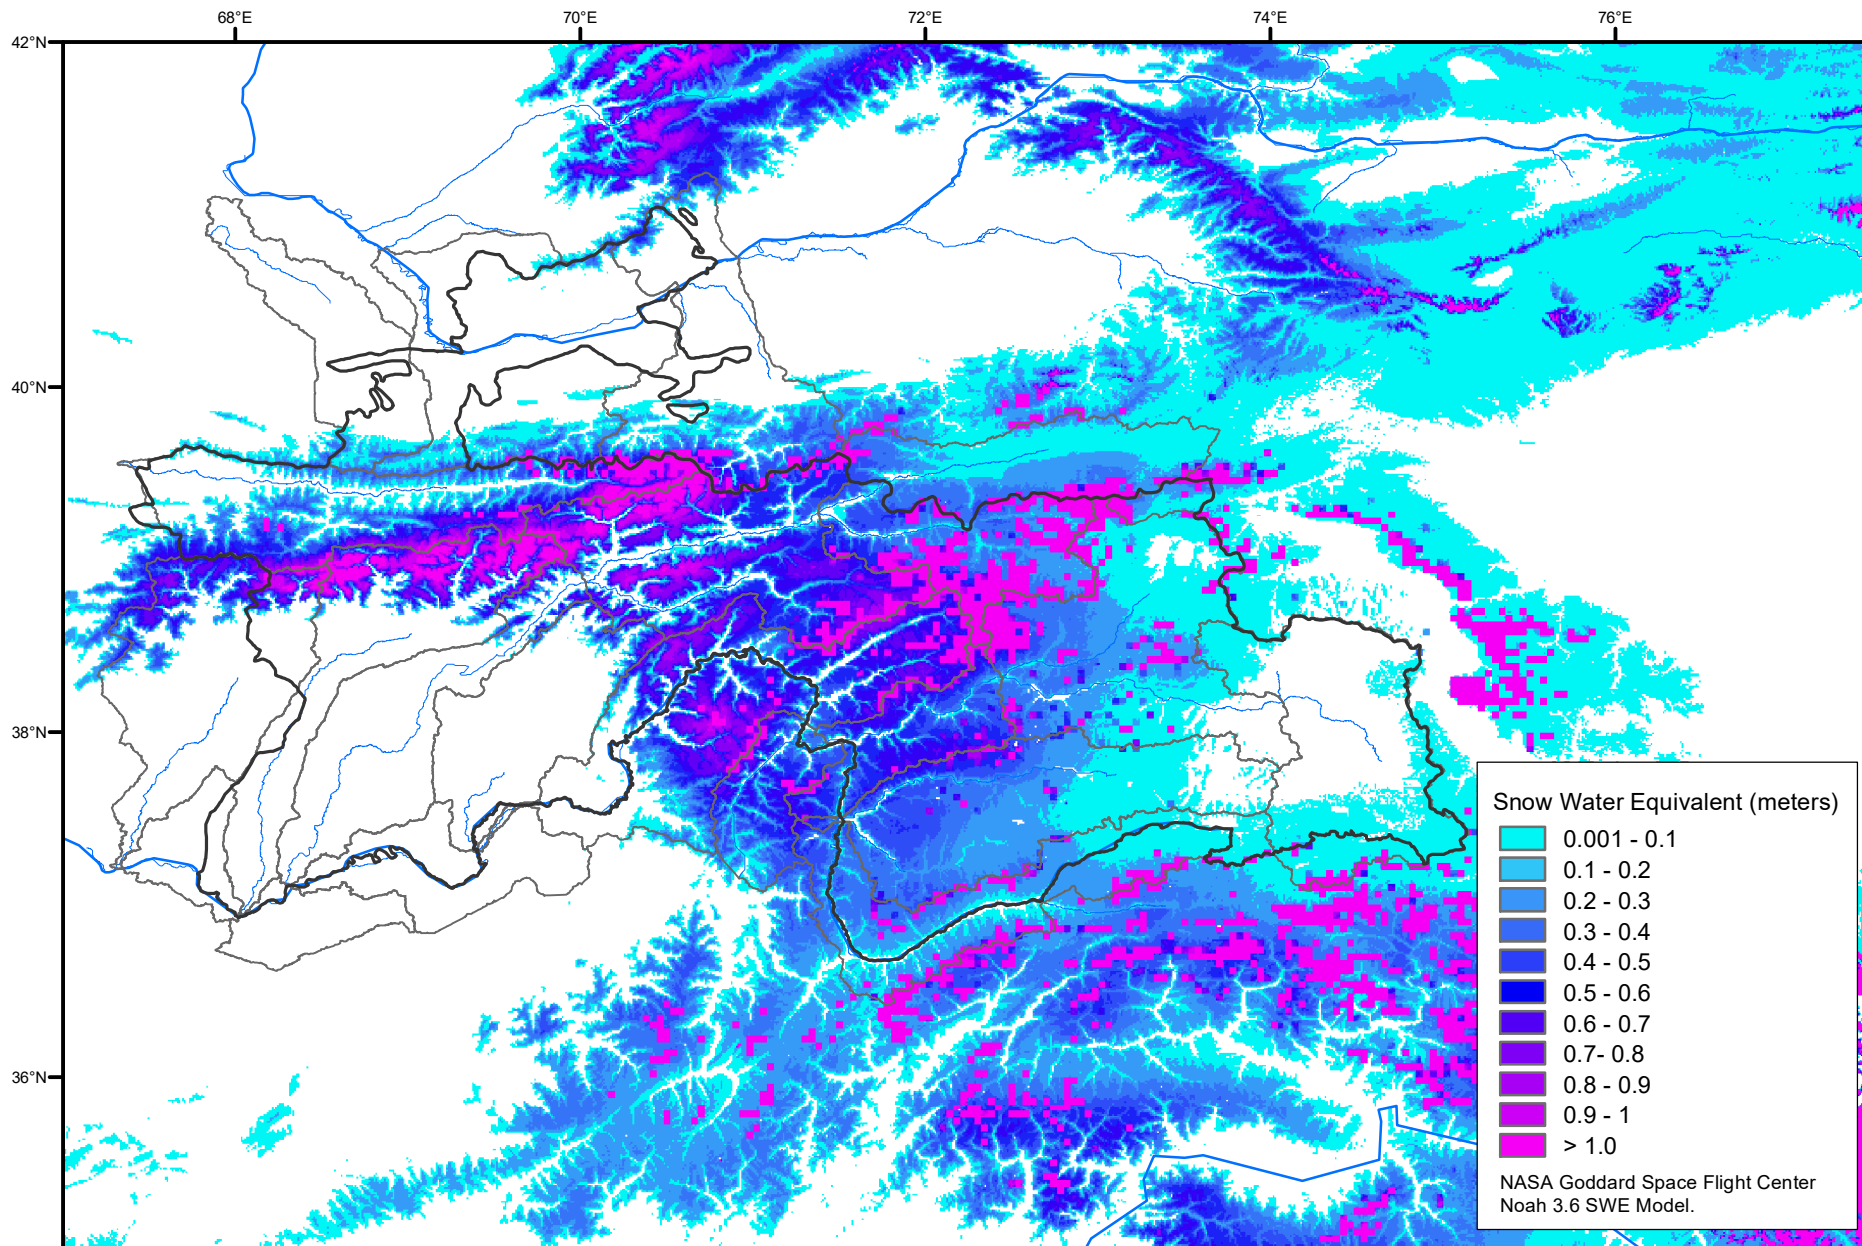 68°E 70°E 72°E 74°E 76°E
42°N
40°N
38°N
36°N
Snow Water Equivalent (meters)
0.001 - 0.1
0.1 - 0.2
0.2 - 0.3
0.3 - 0.4
0.4 - 0.5
0.5 - 0.6
0.6 - 0.7
0.7- 0.8
0.8 - 0.9
0.9 - 1
> 1.0
NASA Goddard Space Flight Center
Noah 3.6 SWE Model.